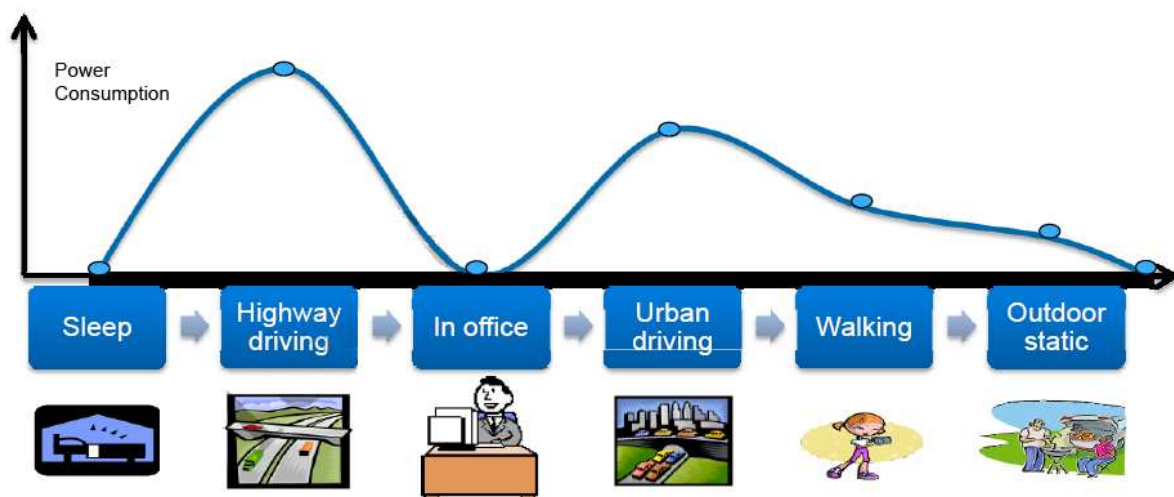 Power
Consumption
Sleep
Highway
driving
In office
Urban
driving
Walking
Outdoor
static